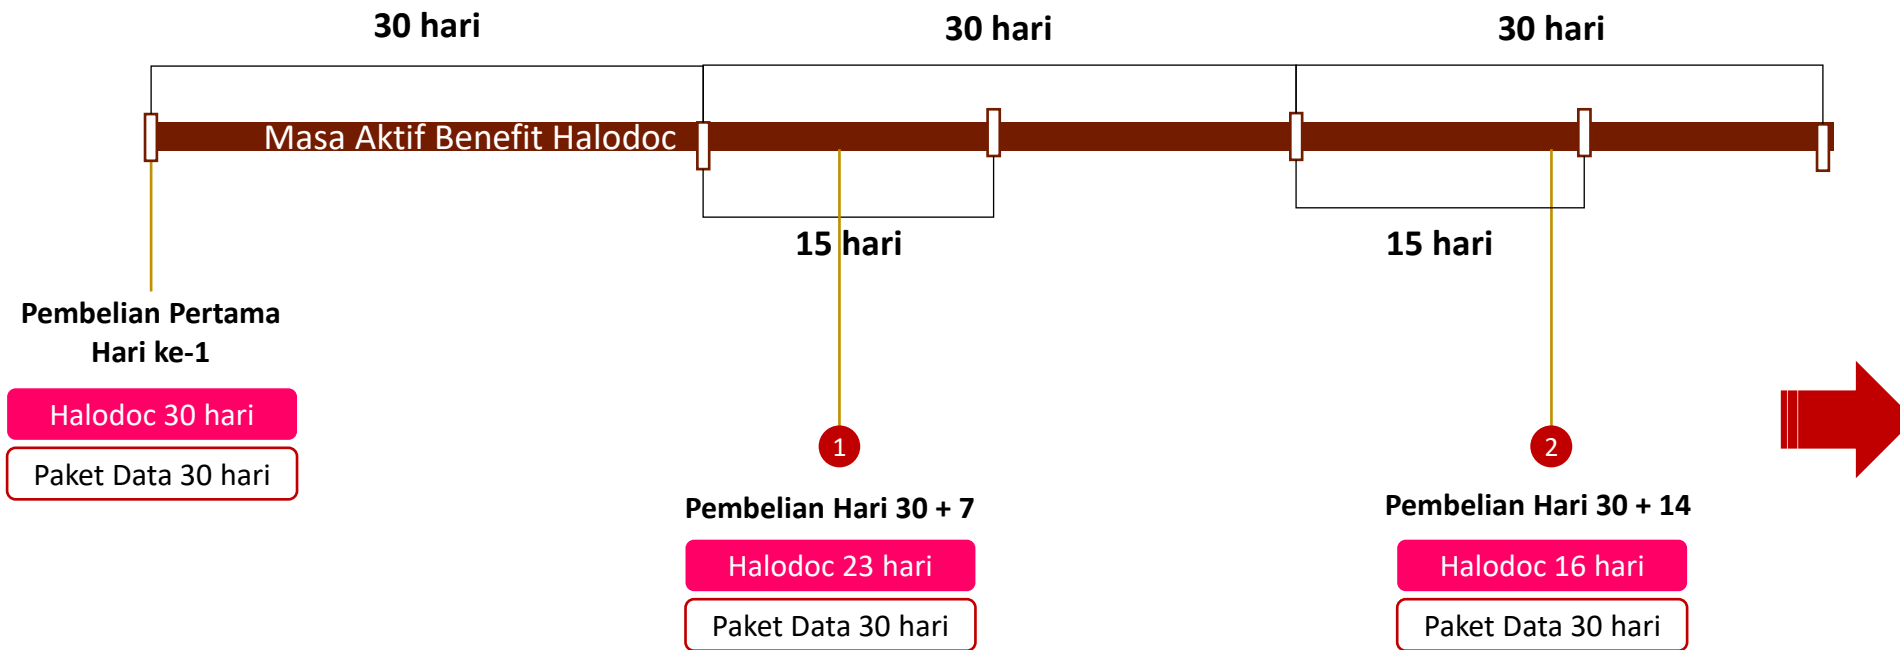 30 hari
30 hari
30 hari
Masa Aktif Benefit Halodoc
15 hari
15 hari
Pembelian Pertama
Hari ke-1
Halodoc 30 hari
Paket Data 30 hari
1
Pembelian Hari 30 + 7
Halodoc 23 hari
Paket Data 30 hari
2
Pembelian Hari 30 + 14
Halodoc 16 hari
Paket Data 30 hari